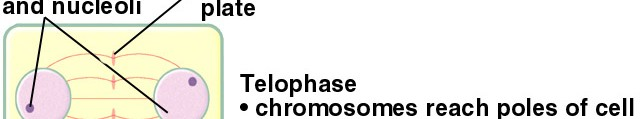 and nucleoli
plate
Telophase
• chromosomes reach poles of cell